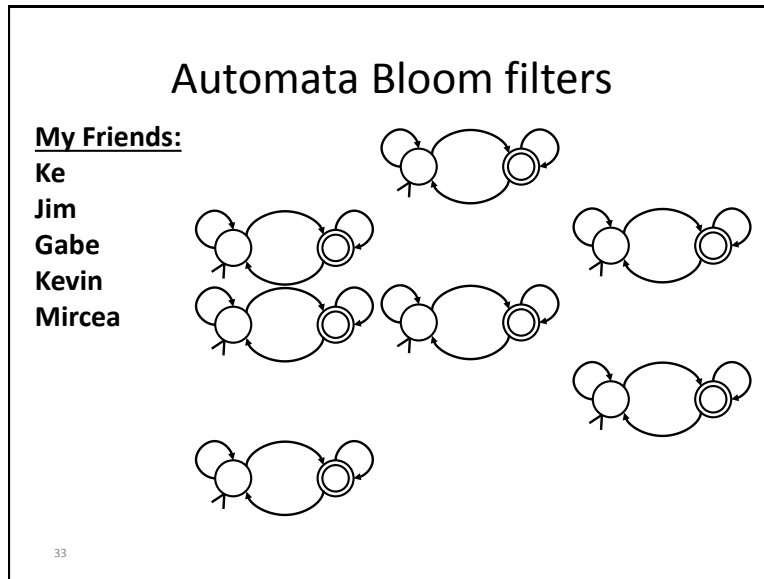 Automata Bloom filters
My Friends:
Ke
Jim
Gabe
Kevin
Mircea
33